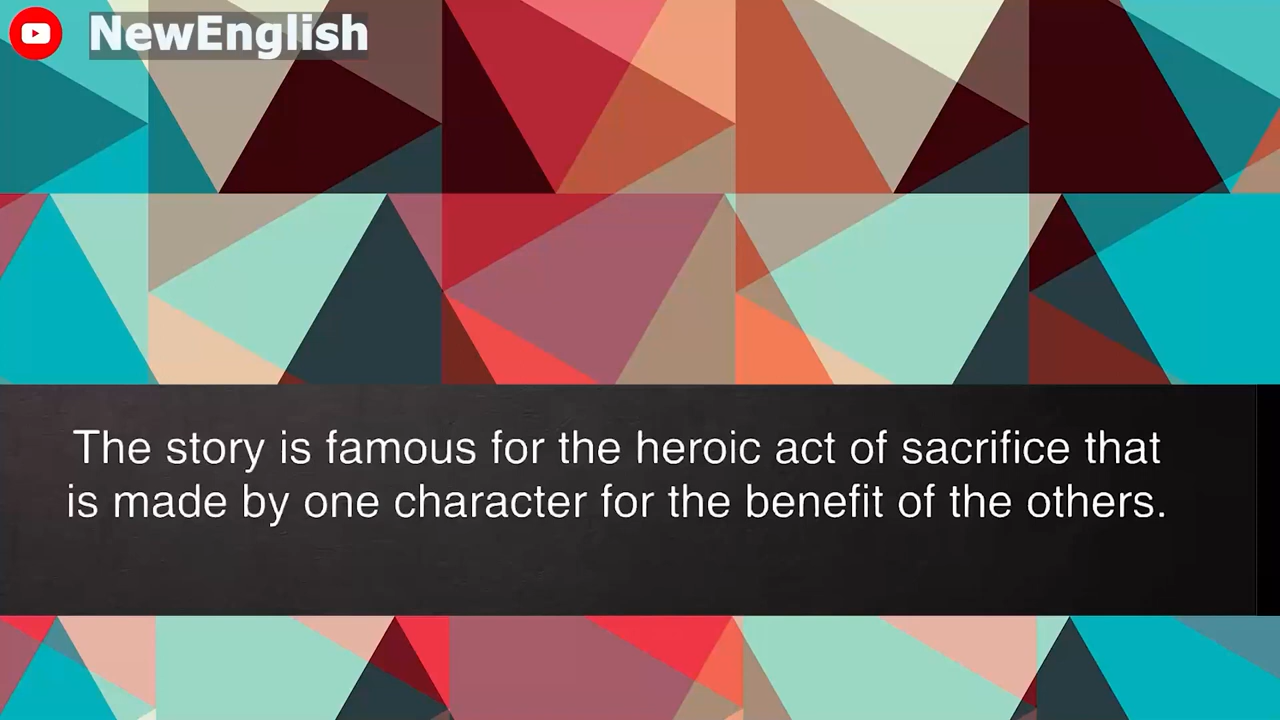 NewEnglish
The story is famous for the heroic act of sacrifice that
is made by one character for the benefit of the others.